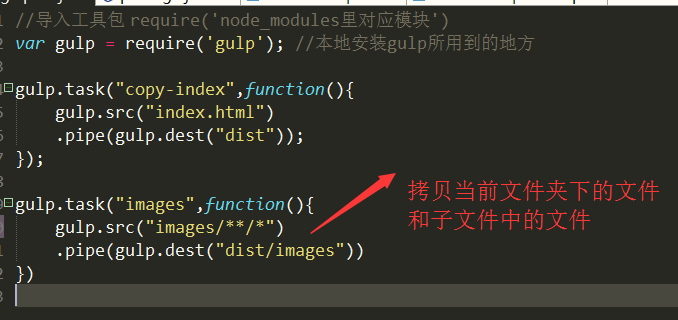 1 //导入工具包 require('node_modules里对应模块')
2 var gulp = require('gulp'); //本地安装gulp所用到的地方
3
gulp.task("copy-index",function(){
gulp.src("index.html")
.pipe(gulp.dest("dist"));
});
gulp.task("images",function(){
gulp.src("images/**/*")
.pipe(gulp.dest("dist/images"))
})
拷贝当前文件夹下的文件
和子文件中的文件